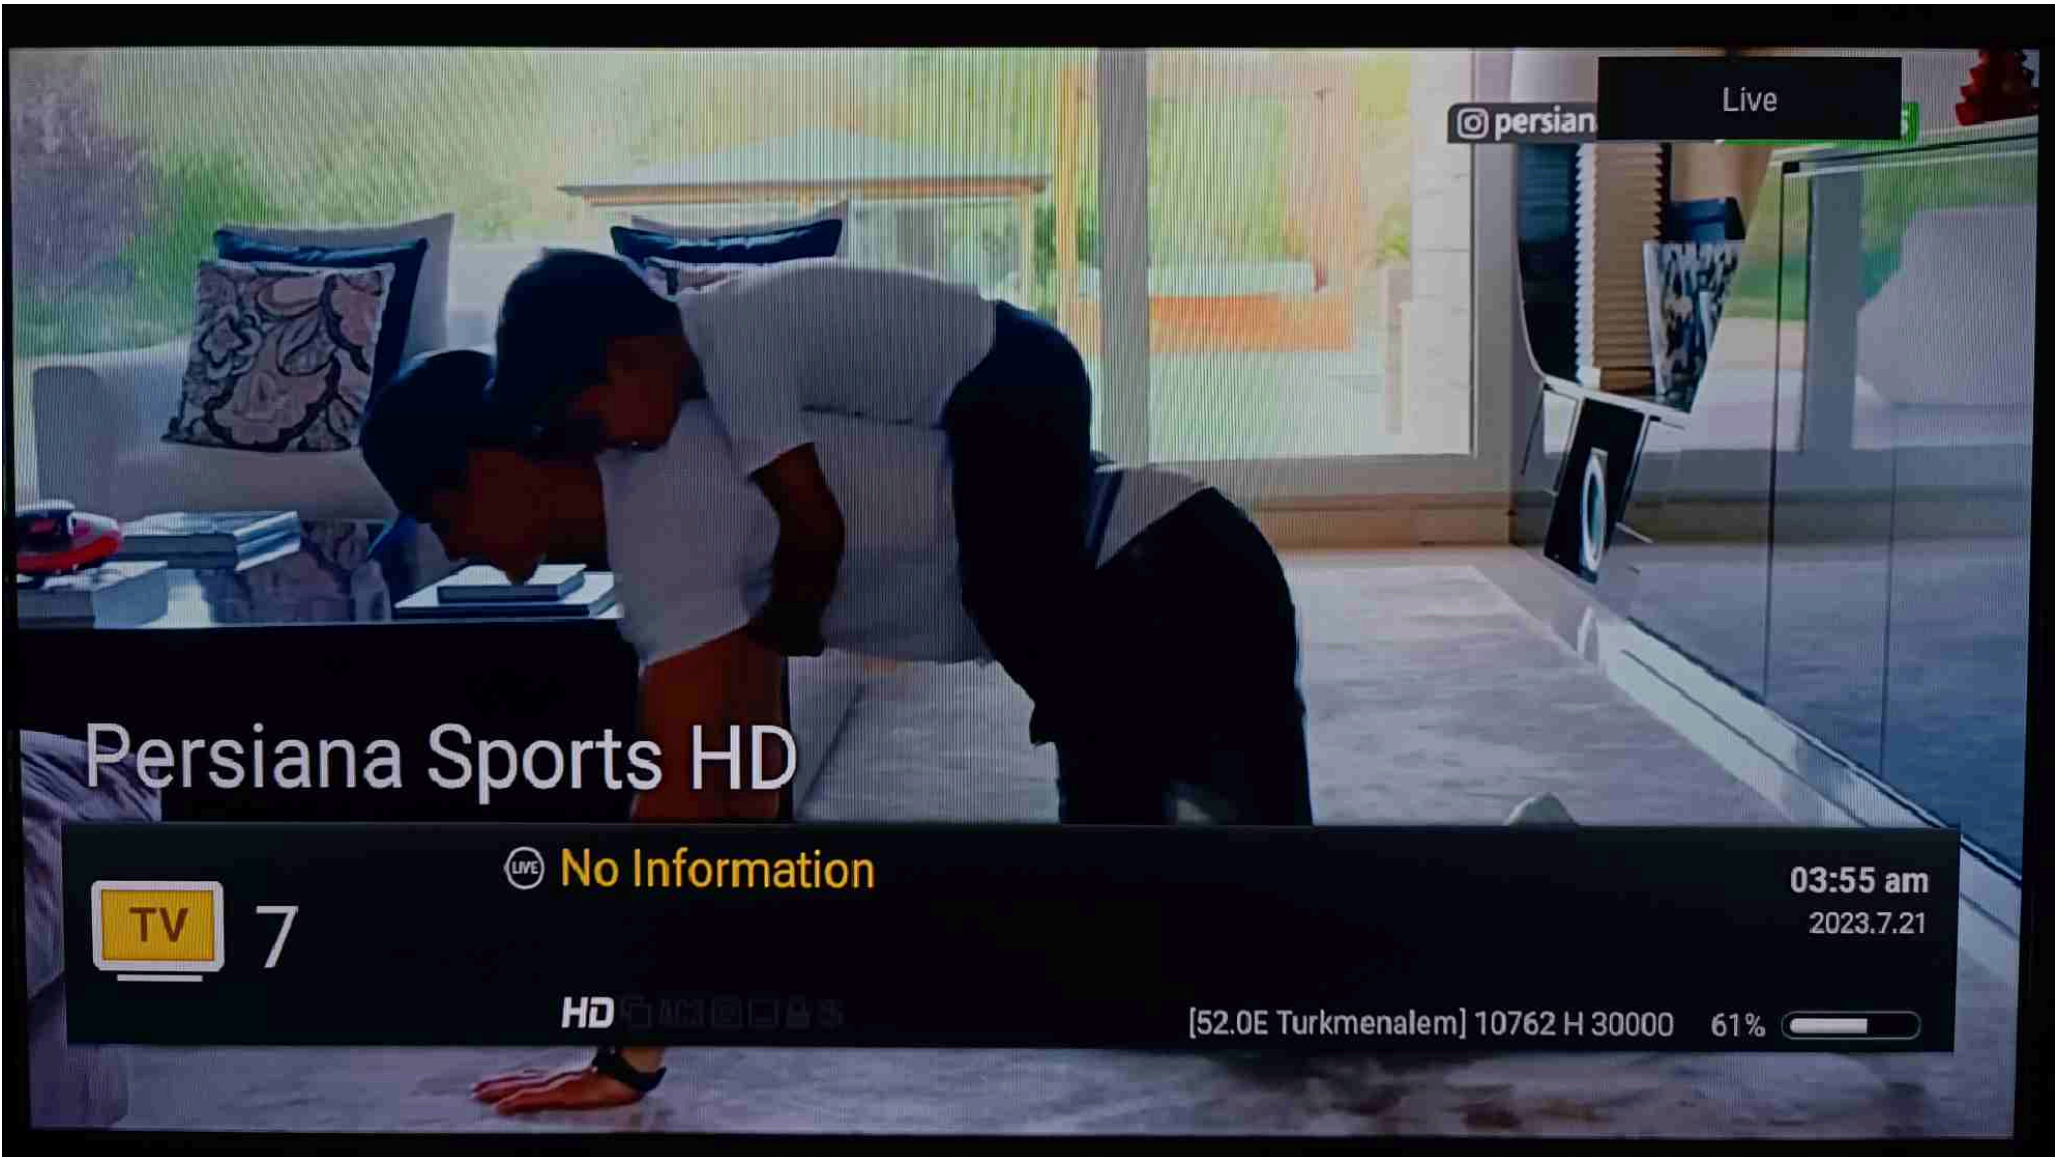 Live
persian
Persiana Sports HD
LIVE No Information
03:55 am
TV 7
2023.7.21
HD
[52.0E Turkmenalem] 10762 H 30000 61%